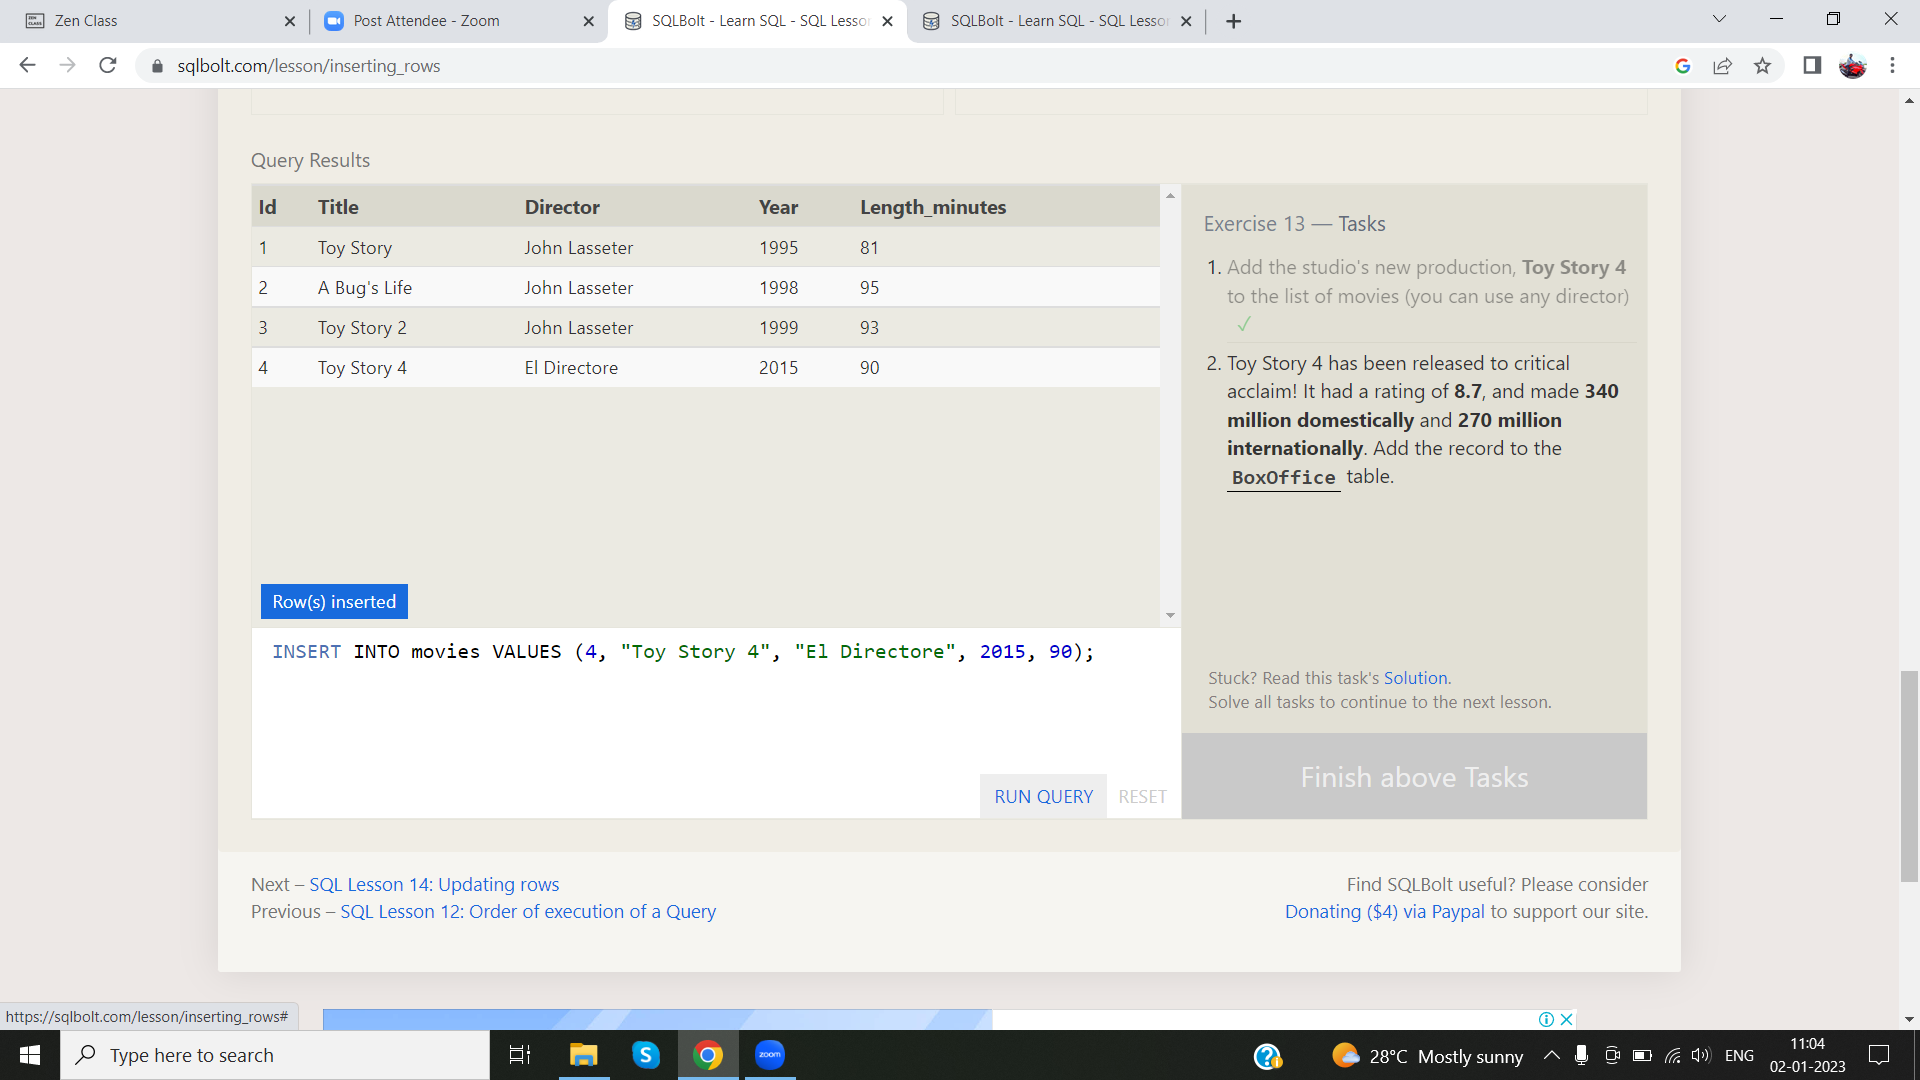 Zen Class
Post Attendee - Zoom
SQLBolt - Learn SQL - SQL Lesso
SQLBolt - Learn SQL - SQL Lesso
sqlbolt.com/lesson/inserting_rows
Query Results
Id Title Director Year Length_minutes
1 Toy Story John Lasseter 1995 81
2 A Bug's Life John Lasseter 1998 95
3 Toy Story 2 John Lasseter 1999 93
4 Toy Story 4 El Directore 2015 90
Row(s) inserted
INSERT INTO movies VALUES (4, "Toy Story 4", "El Directore", 2015, 90);
RUN QUERY RESET
Exercise 13 — Tasks
1. Add the studio's new production, Toy Story 4
to the list of movies (you can use any director)
✓
2. Toy Story 4 has been released to critical
acclaim! It had a rating of 8.7, and made 340
million domestically and 270 million
internationally. Add the record to the
BoxOffice table.
Stuck? Read this task's Solution.
Solve all tasks to continue to the next lesson.
Finish above Tasks
Next – SQL Lesson 14: Updating rows
Previous – SQL Lesson 12: Order of execution of a Query
Find SQLBolt useful? Please consider
Donating ($4) via Paypal to support our site.
https://sqlbolt.com/lesson/inserting_rows#
Type here to search
zoom
28°C Mostly sunny
ENG
11:04
02-01-2023